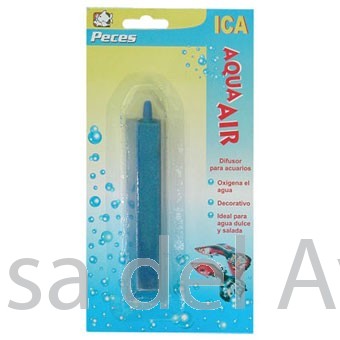 Peces
ICA
AQUA AIR
Difusor
para acuarios
Oxigena el
agua
Decorativo
Ideal para
agua dulce
y salada
sa del A